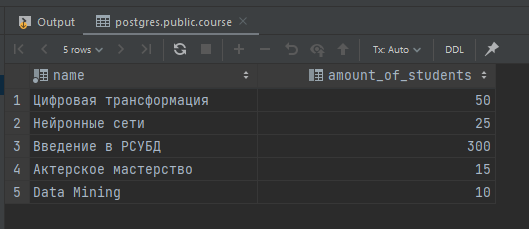 Output postgres.public.course
5 rows Tx: Auto DDL
name amount_of_students
1 Цифровая трансформация 50
2 Нейронные сети 25
3 Введение в РСУБД 300
4 Актерское мастерство 15
5 Data Mining 10